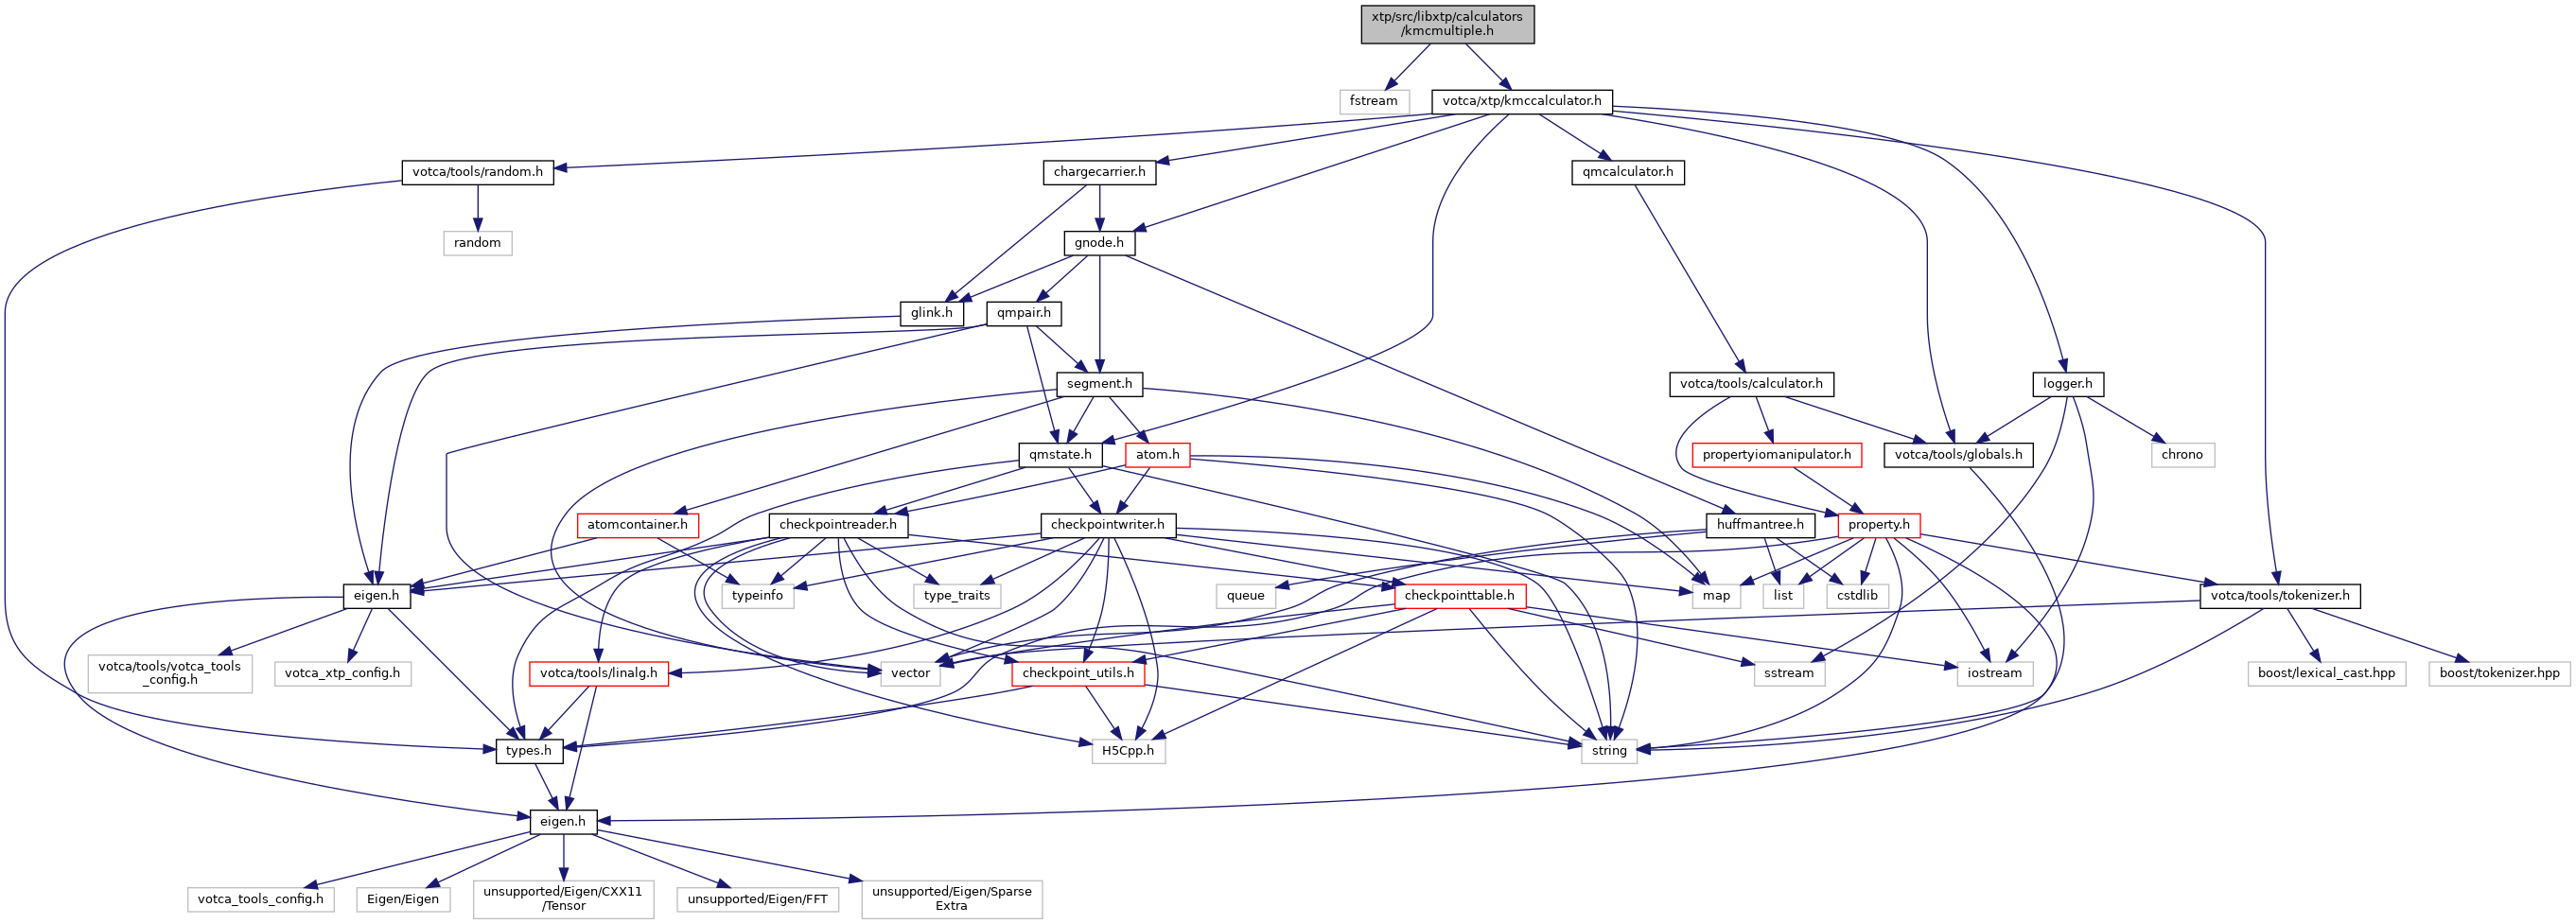 xtp/src/libxtp/calculators
/kmcmultiple.h
fstream
votca/xtp/kmccalculator.h
votca/tools/random.h
chargecarrier.h
qmcalculator.h
random
gnode.h
glink.h
qmpair.h
segment.h
votca/tools/calculator.h
logger.h
qmstate.h
atom.h
propertyiomanipulator.h
votca/tools/globals.h
chrono
atomcontainer.h
checkpointreader.h
checkpointwriter.h
huffmantree.h
property.h
eigen.h
typeinfo
type_traits
queue
checkpointtable.h
map
list
cstdlib
votca/tools/tokenizer.h
votca/tools/votca_tools
_config.h
votca_xtp_config.h
votca/tools/linalg.h
vector
checkpoint_utils.h
sstream
iostream
boost/lexical_cast.hpp
boost/tokenizer.hpp
types.h
H5Cpp.h
string
eigen.h
votca_tools_config.h
Eigen/Eigen
unsupported/Eigen/CXX11
/Tensor
unsupported/Eigen/FFT
unsupported/Eigen/Sparse
Extra